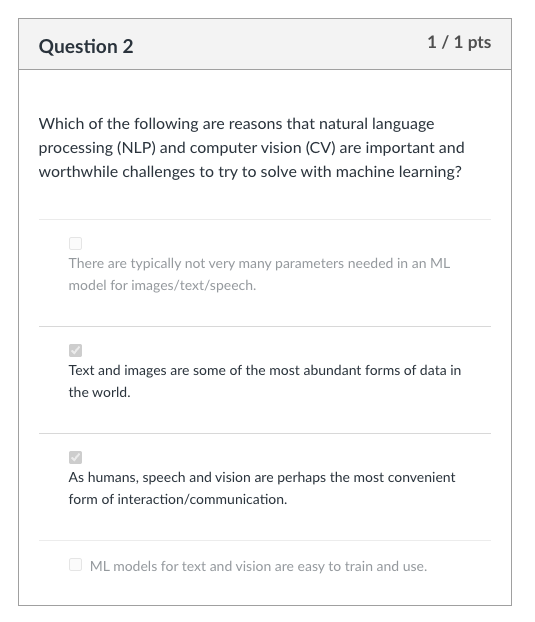 Question 2
1 / 1 pts
Which of the following are reasons that natural language
processing (NLP) and computer vision (CV) are important and
worthwhile challenges to try to solve with machine learning?
There are typically not very many parameters needed in an ML
model for images/text/speech.
Text and images are some of the most abundant forms of data in
the world.
As humans, speech and vision are perhaps the most convenient
form of interaction/communication.
ML models for text and vision are easy to train and use.